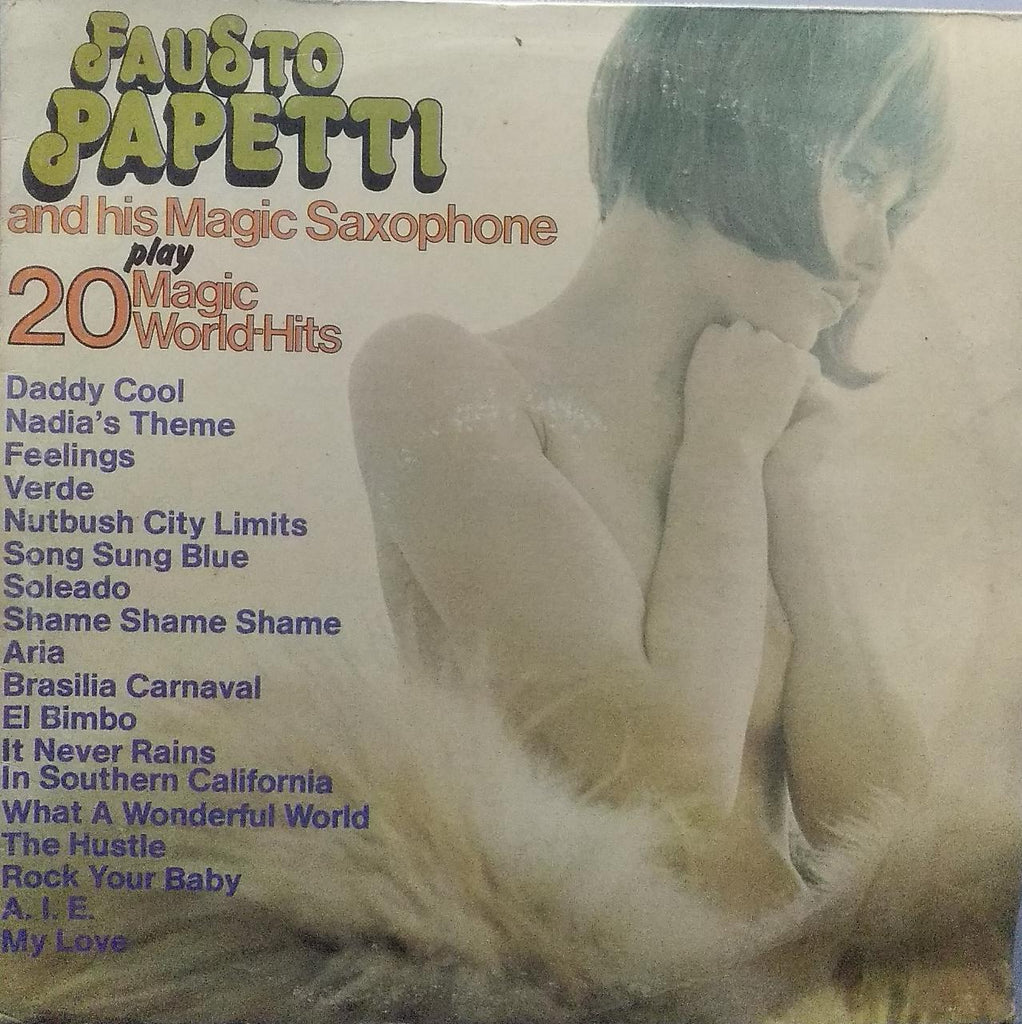 FAUSTO
PAPETTI
and his Magic Saxophone
play
20 Magic
World-Hits
Daddy Cool
Nadia's Theme
Feelings
Verde
Nutbush City Limits
Song Sung Blue
Soleado
Shame Shame Shame
Aria
Brasilia Carnaval
El Bimbo
It Never Rains
In Southern California
What A Wonderful World
The Hustle
Rock Your Baby
A. I. E.
My Love